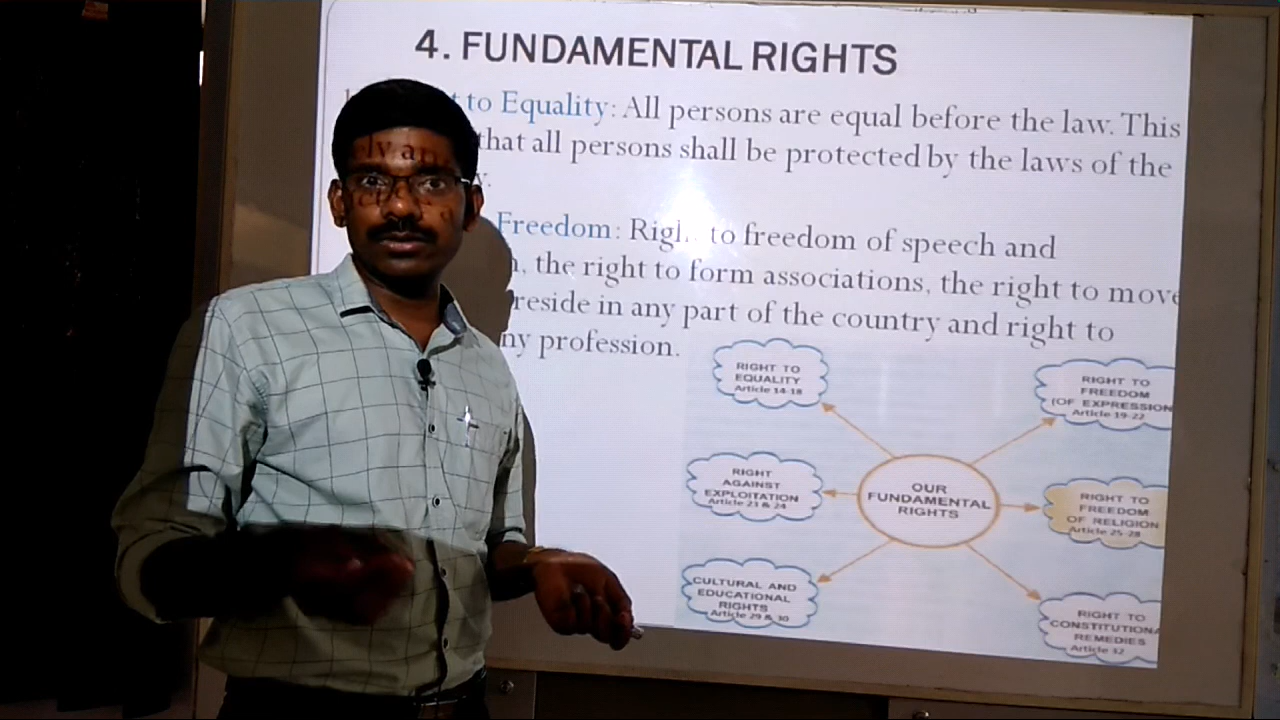 4. FUNDAMENTAL RIGHTS
to Equality: All persons are equal before the law. This
that all persons shall be protected by the laws of the
y.
Freedom: Righ to freedom of speech and
n, the right to form associations, the right to move
reside in any part of the country and right to
ny profession.
RIGHT TO
EQUALITY
Article 14-18
RIGHT TO
FREEDOM
(OF EXPRESSION
Article 19-22
RIGHT
AGAINST
EXPLOITATION
Article 23 & 24
OUR
FUNDAMENTAL
RIGHTS
RIGHT TO
FREEDOM
OF RELIGION
Article 25-28
CULTURAL AND
EDUCATIONAL
RIGHTS
Article 29 & 30
RIGHT TO
CONSTITUTIONA
REMEDIES
Article 32